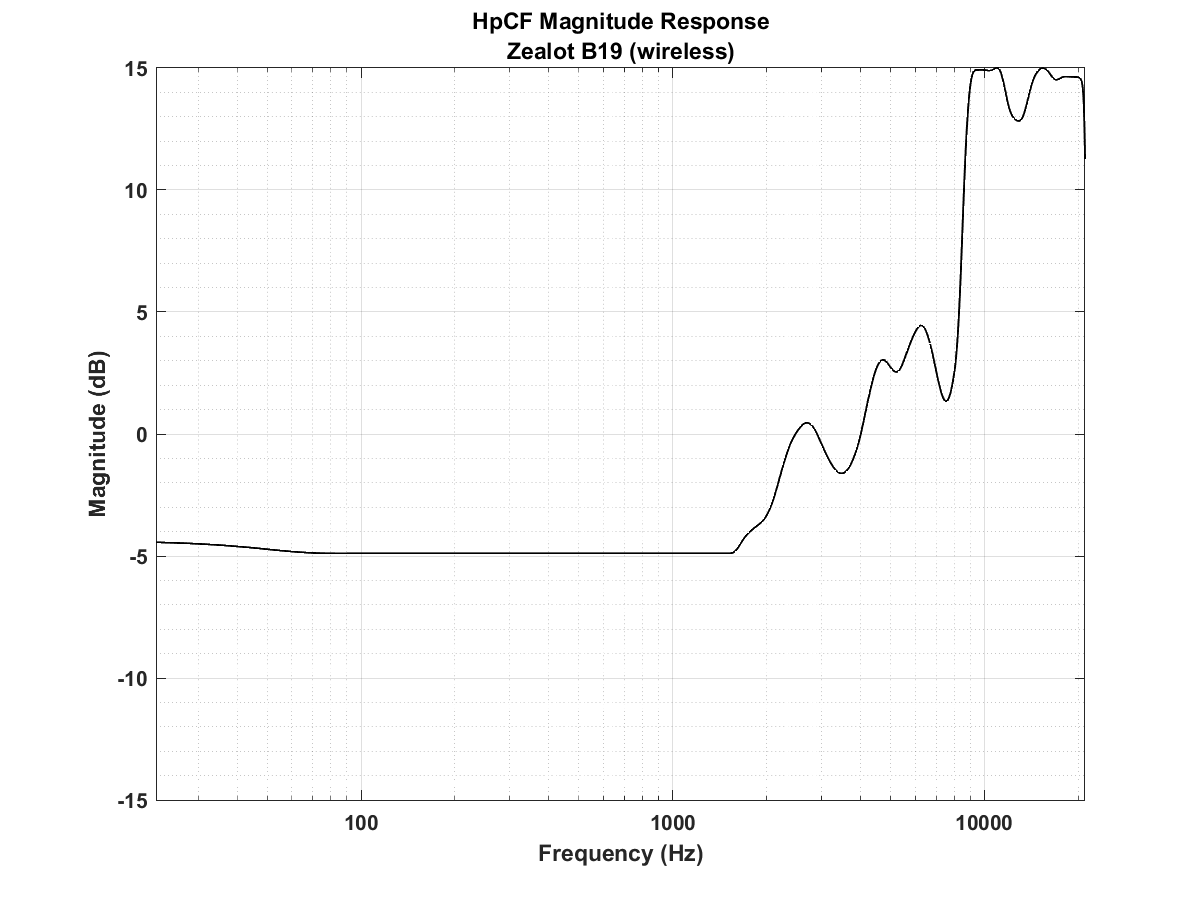 HpCF Magnitude Response
Zealot B19 (wireless)
15
10
5
0
-5
-10
-15
Magnitude (dB)
100
1000
10000
Frequency (Hz)